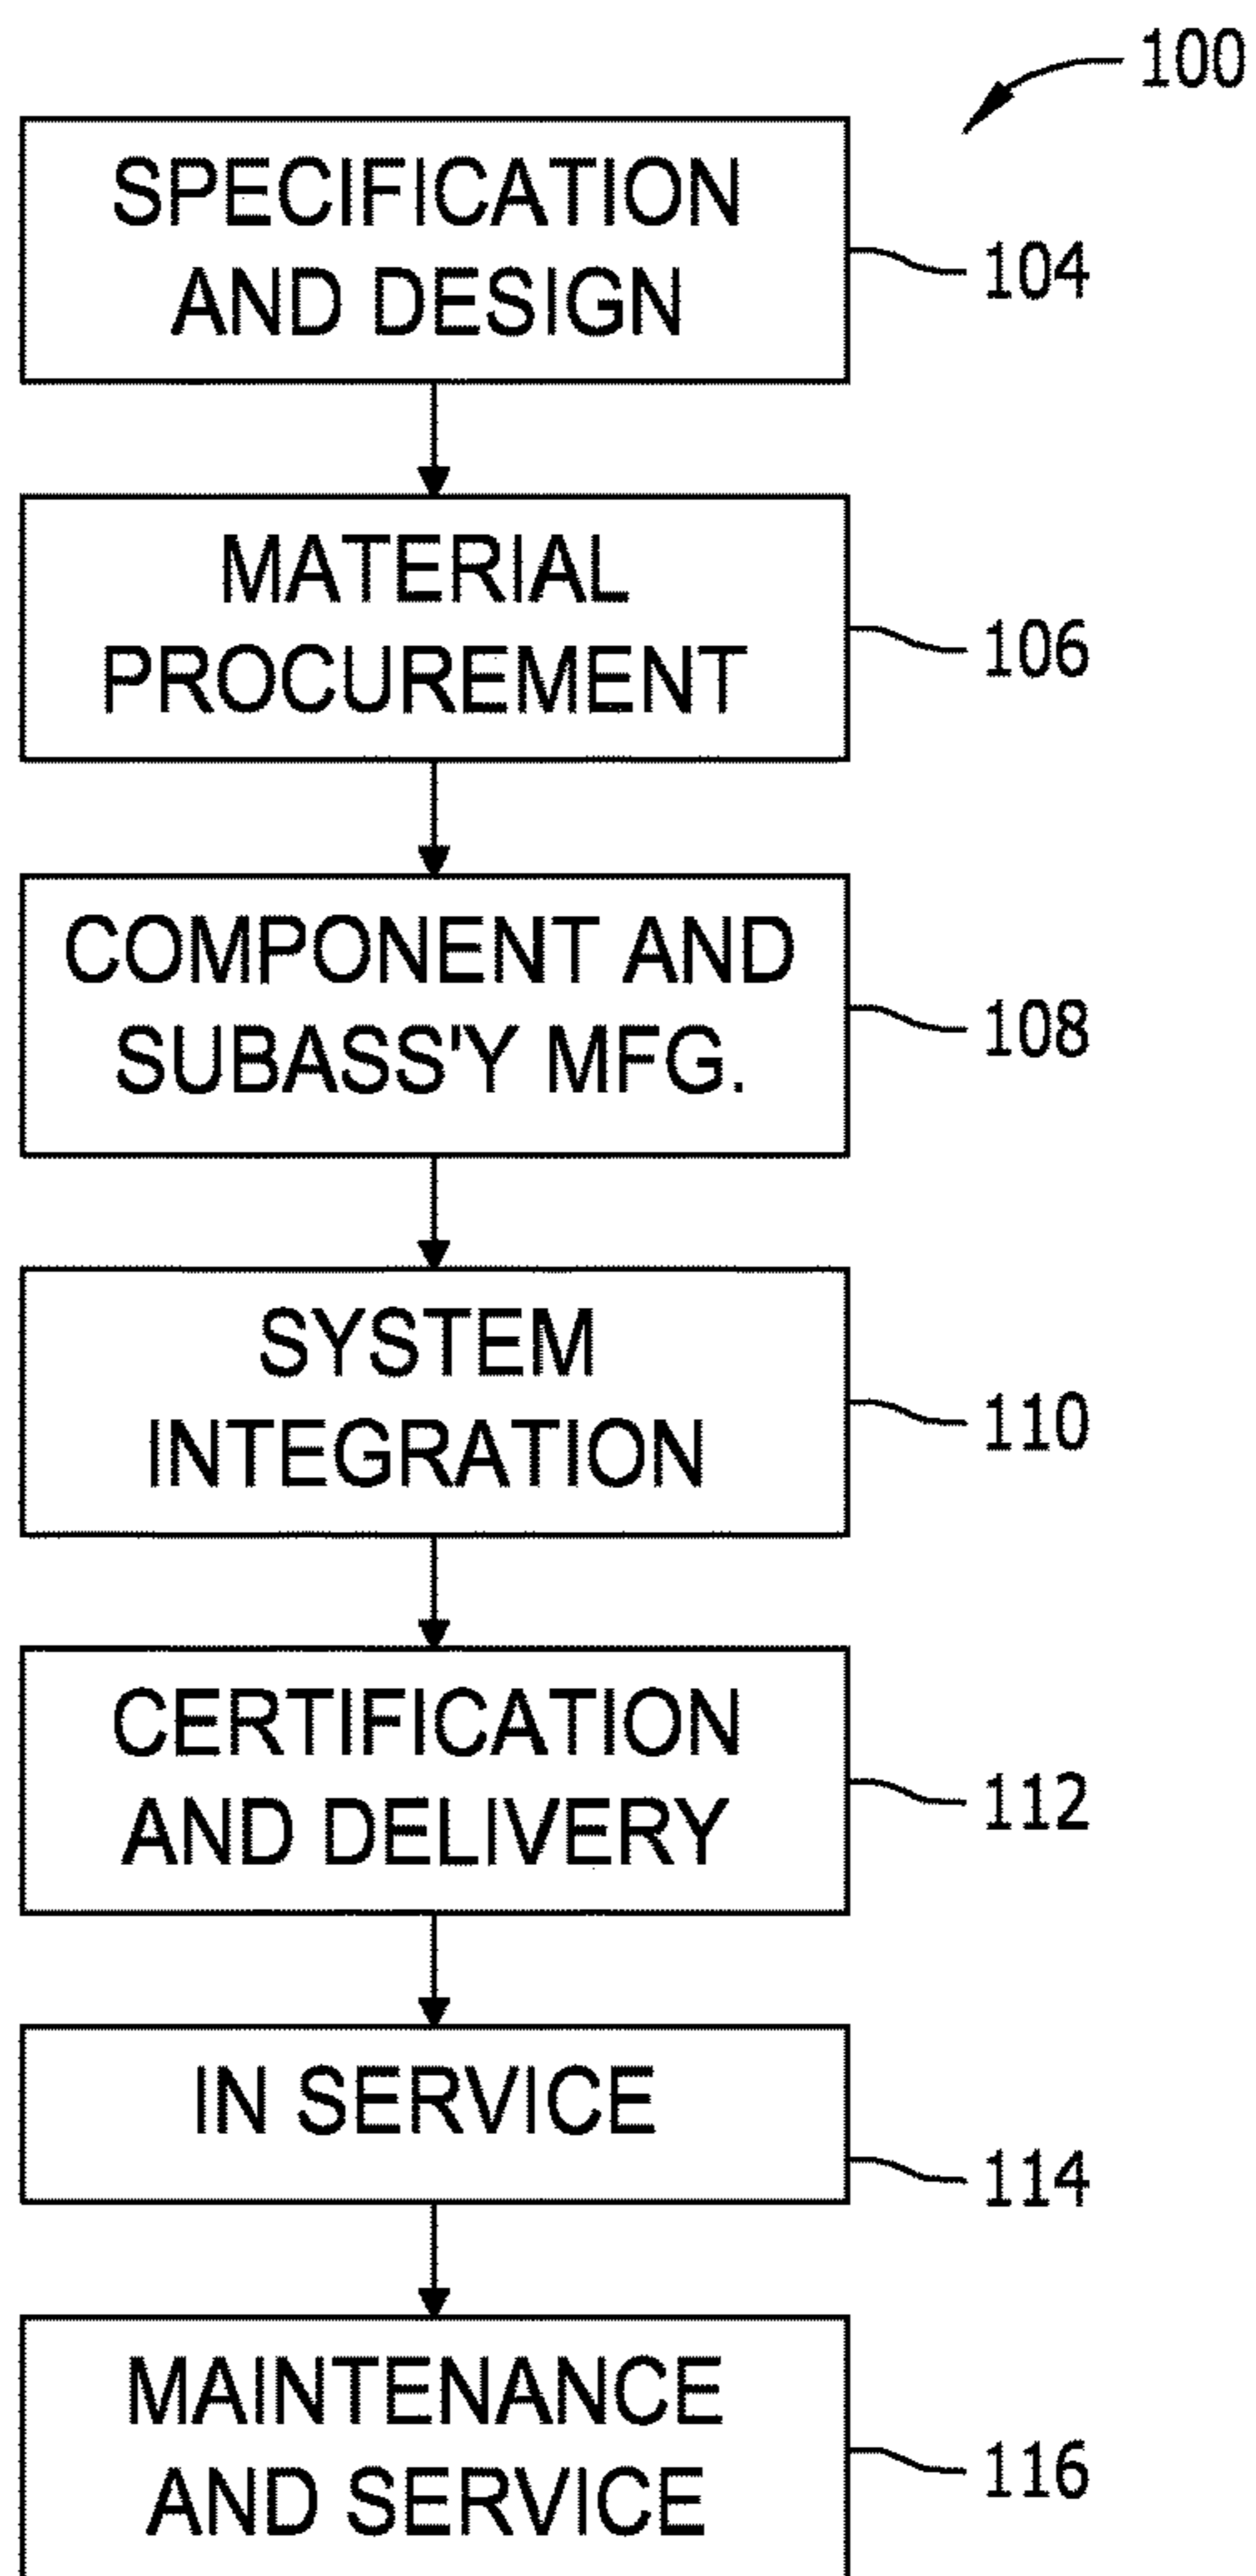 100
SPECIFICATION
AND DESIGN
104
MATERIAL
PROCUREMENT
106
COMPONENT AND
SUBASS'Y MFG.
108
SYSTEM
INTEGRATION
110
CERTIFICATION
AND DELIVERY
112
IN SERVICE
114
MAINTENANCE
AND SERVICE
116